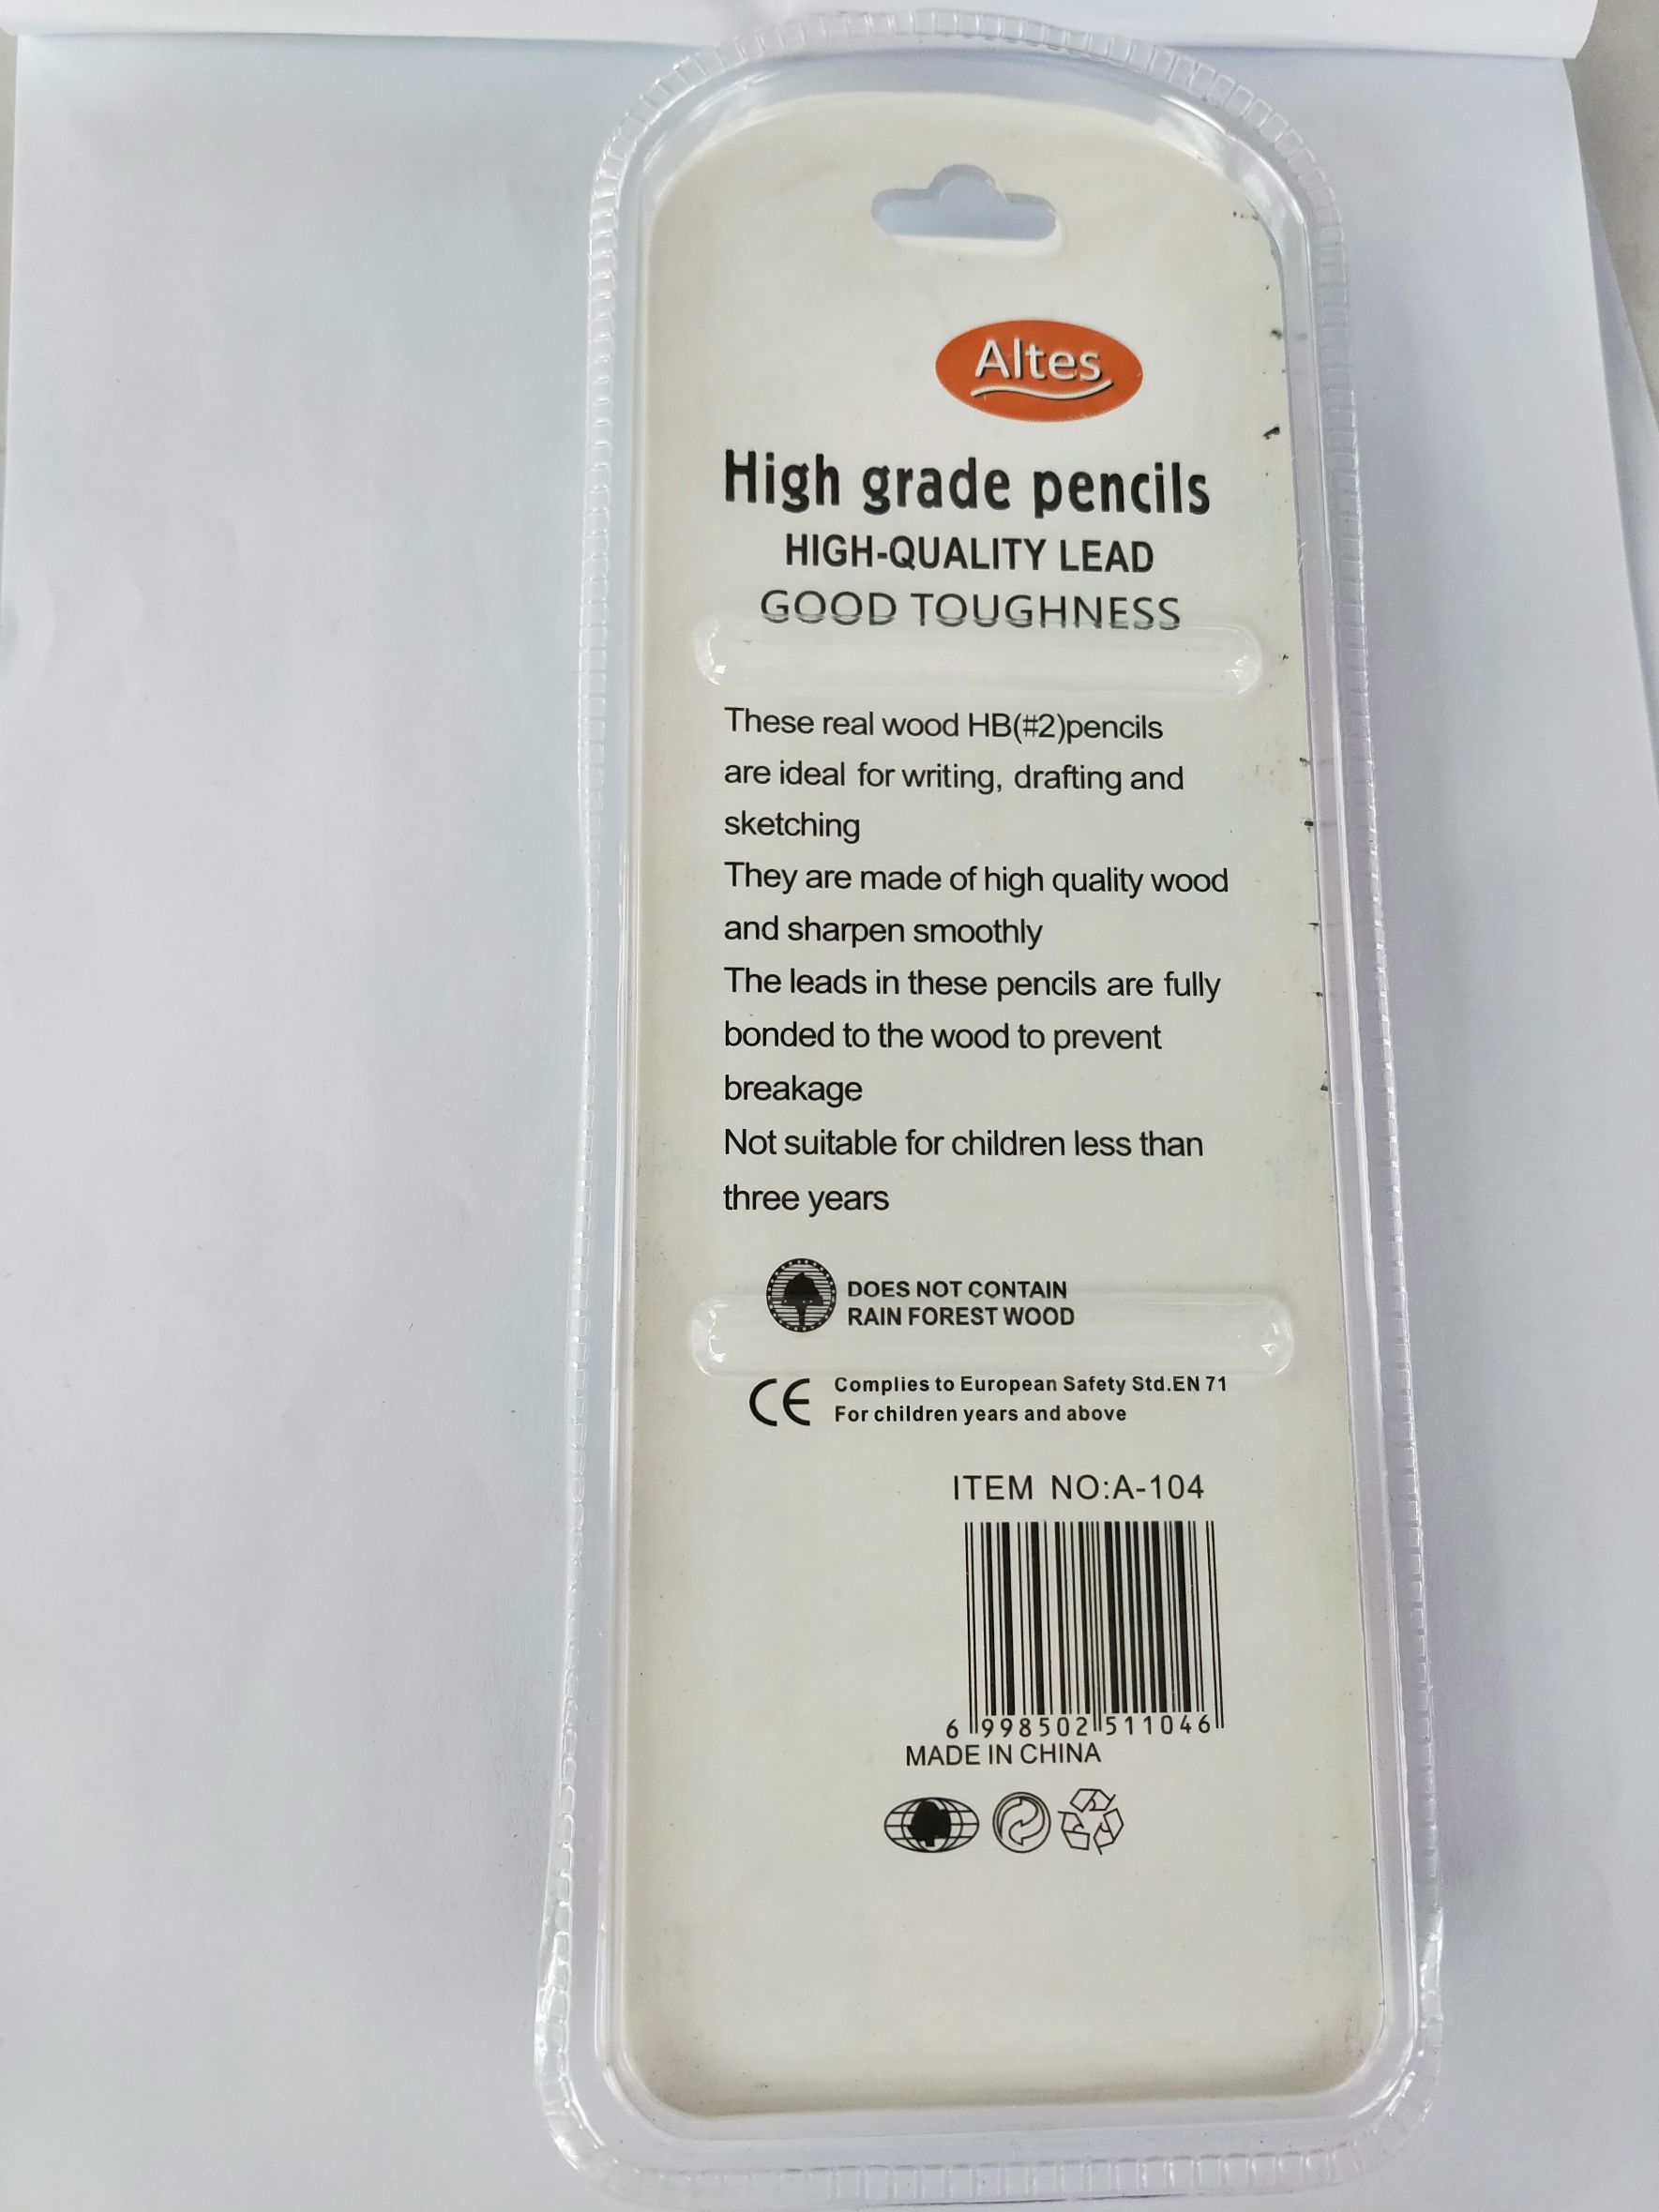 Altes
High grade pencils
HIGH-QUALITY LEAD
GOOD TOUGHNESS
These real wood HB(#2)pencils
are ideal for writing, drafting and
sketching
They are made of high quality wood
and sharpen smoothly
The leads in these pencils are fully
bonded to the wood to prevent
breakage
Not suitable for children less than
three years
DOES NOT CONTAIN
RAIN FOREST WOOD
CE
Complies to European Safety Std.EN 71
For children years and above
ITEM NO:A-104
6 998502 511046
MADE IN CHINA